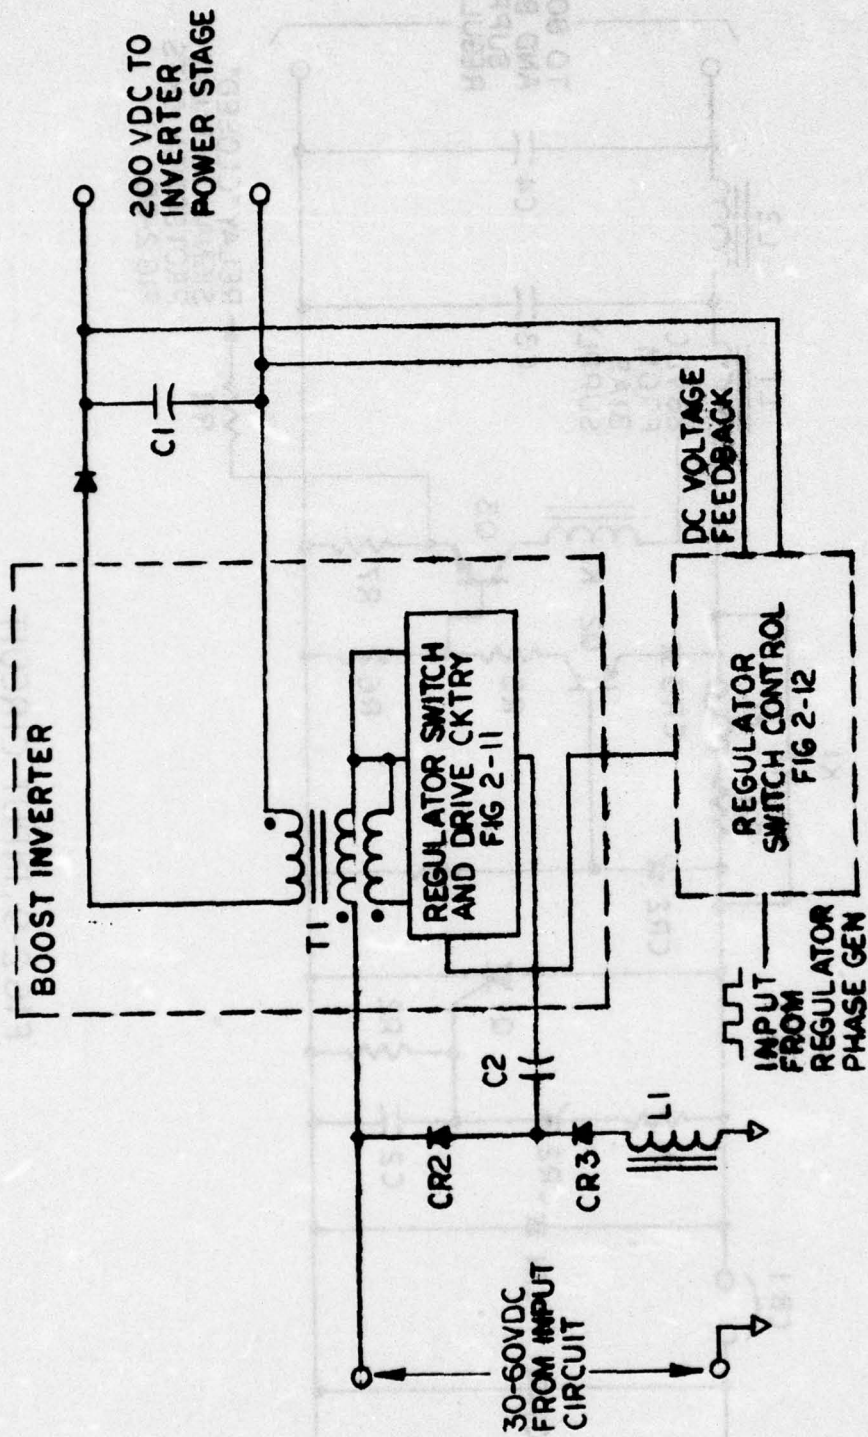 BOOST INVERTER
200 VDC TO
INVERTER
POWER STAGE
C1
T1
REGULATOR SWITCH
AND DRIVE CKTRY
FIG 2-11
DC VOLTAGE
FEEDBACK
REGULATOR
SWITCH CONTROL
FIG 2-12
C2
CR2
CR3
L1
INPUT
FROM
REGULATOR
PHASE GEN
30-60VDC
FROM INPUT
CIRCUIT